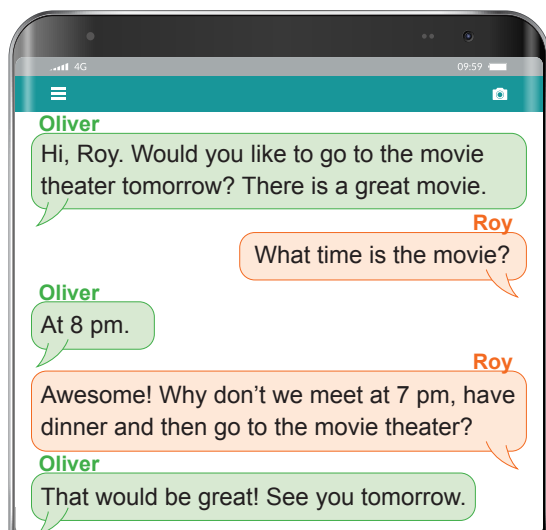 4G
09:59
Oliver
Hi, Roy. Would you like to go to the movie
theater tomorrow? There is a great movie.
Roy
What time is the movie?
Oliver
At 8 pm.
Roy
Awesome! Why don’t we meet at 7 pm, have
dinner and then go to the movie theater?
Oliver
That would be great! See you tomorrow.